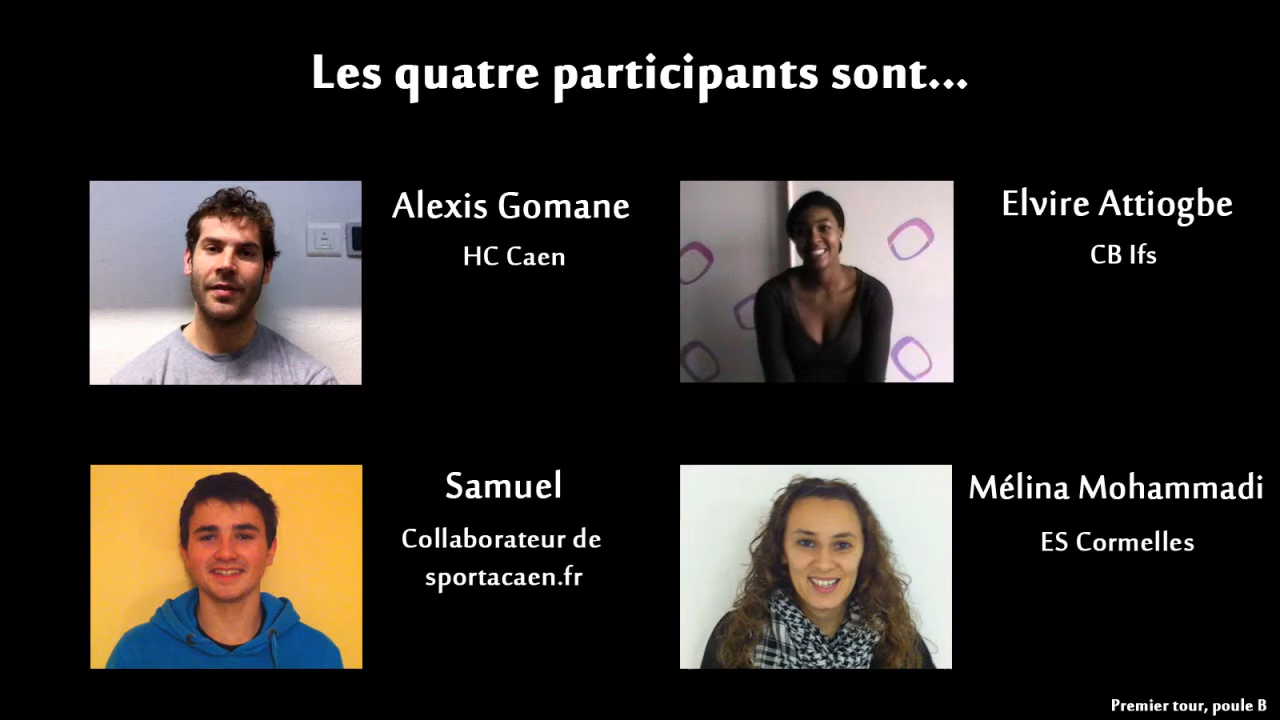 Les quatre participants sont...
Alexis Gomane
HC Caen
Elvire Attiogbe
CB Ifs
Samuel
Collaborateur de
sportacaen.fr
Mélina Mohammadi
ES Cormelles
Premier tour, poule B